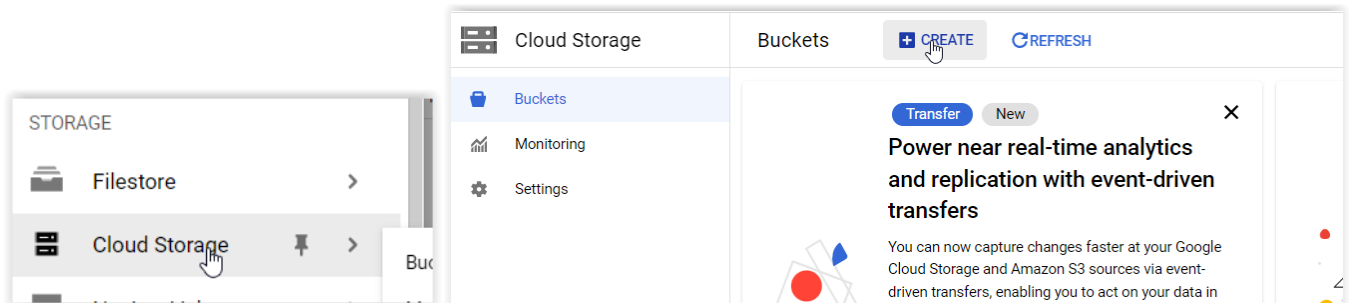 STORAGE
Filestore
Cloud Storage
Buc
Cloud Storage
Buckets
CREATE
REFRESH
Buckets
Monitoring
Settings
Transfer
New
Power near real-time analytics
and replication with event-driven
transfers
You can now capture changes faster at your Google
Cloud Storage and Amazon S3 sources via event-
driven transfers, enabling you to act on your data in